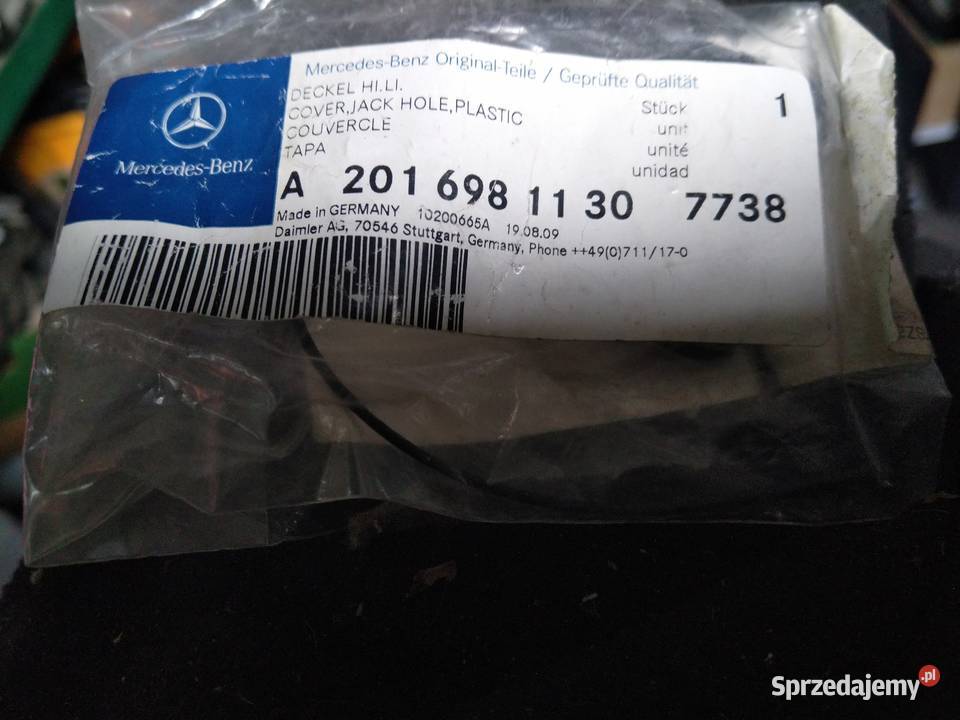 Mercedes-Benz Original-Teile / Geprüfte Qualität
DECKEL HI.LI.
COVER,JACK HOLE,PLASTIC
COUVERCLE
TAPA
Stück 1
unit
unité
unidad
Mercedes-Benz
A 201 698 11 30 7738
Made in GERMANY 10200665A 19.08.09
Daimler AG, 70546 Stuttgart, Germany, Phone ++49(0)711/17-0
Sprzedajemy.pl